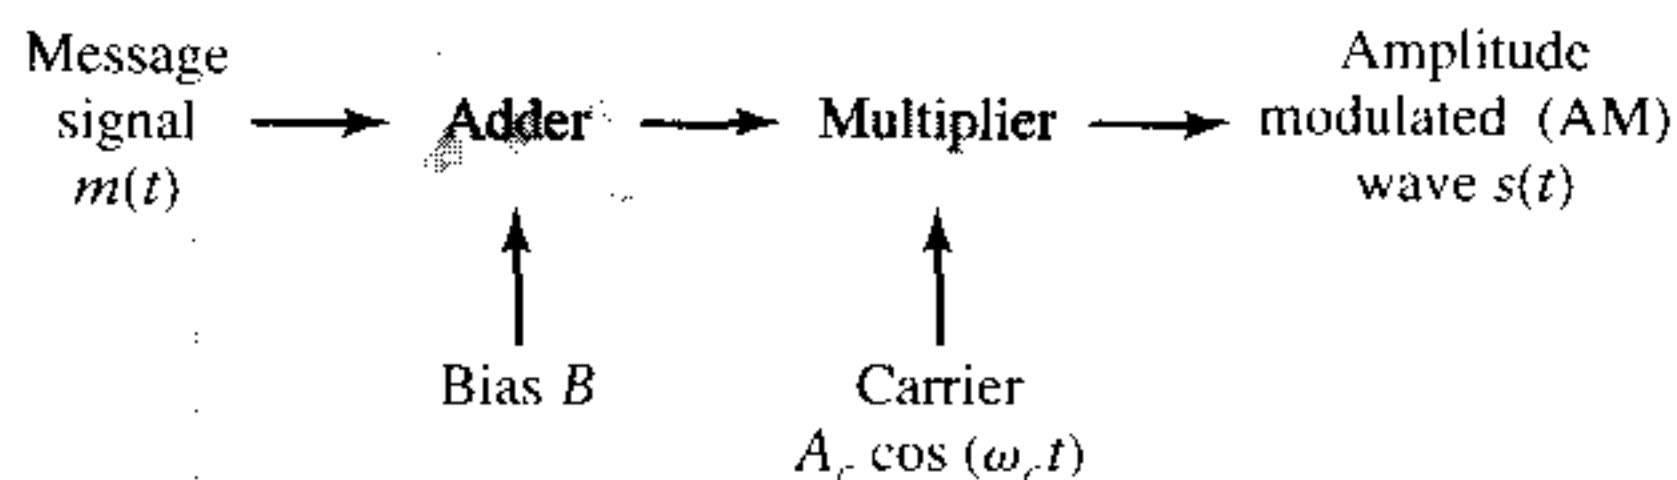 Message
signal
m(t)
Adder
Multiplier
Amplitude
modulated (AM)
wave s(t)
Bias B
Carrier
A_c cos (ω_c t)